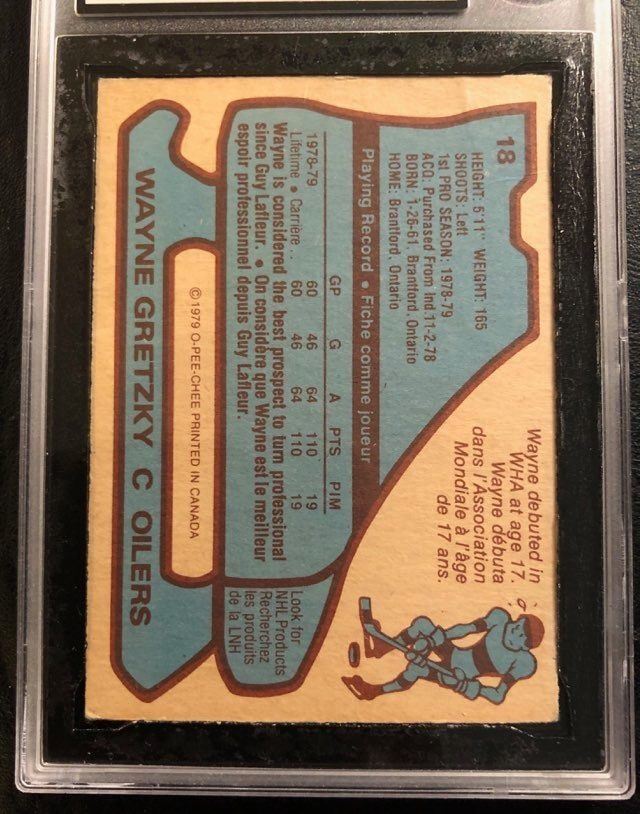 18
HEIGHT: 5'11" WEIGHT: 165
SHOOTS: Left
1st PRO SEASON: 1978-79
ACQ: Purchased From Ind. 11-2-78
BORN: 1-26-61, Brantford, Ontario
HOME: Brantford, Ontario
Wayne debuted in
WHA at age 17.
Wayne débuta
dans l'Association
Mondiale à l'âge
de 17 ans.
Playing Record • Fiche comme joueur
GP G A PTS PIM
1978-79 60 46 64 110 19
Lifetime • Carrière... 60 46 64 110 19
Wayne is considered the best prospect to turn professional
since Guy Lafleur. • On considère que Wayne est le meilleur
espoir professionnel depuis Guy Lafleur.
Look for
NHL Products
Recherchez
les produits
de la LNH
©1979 O-PEE-CHEE PRINTED IN CANADA
WAYNE GRETZKY C OILERS